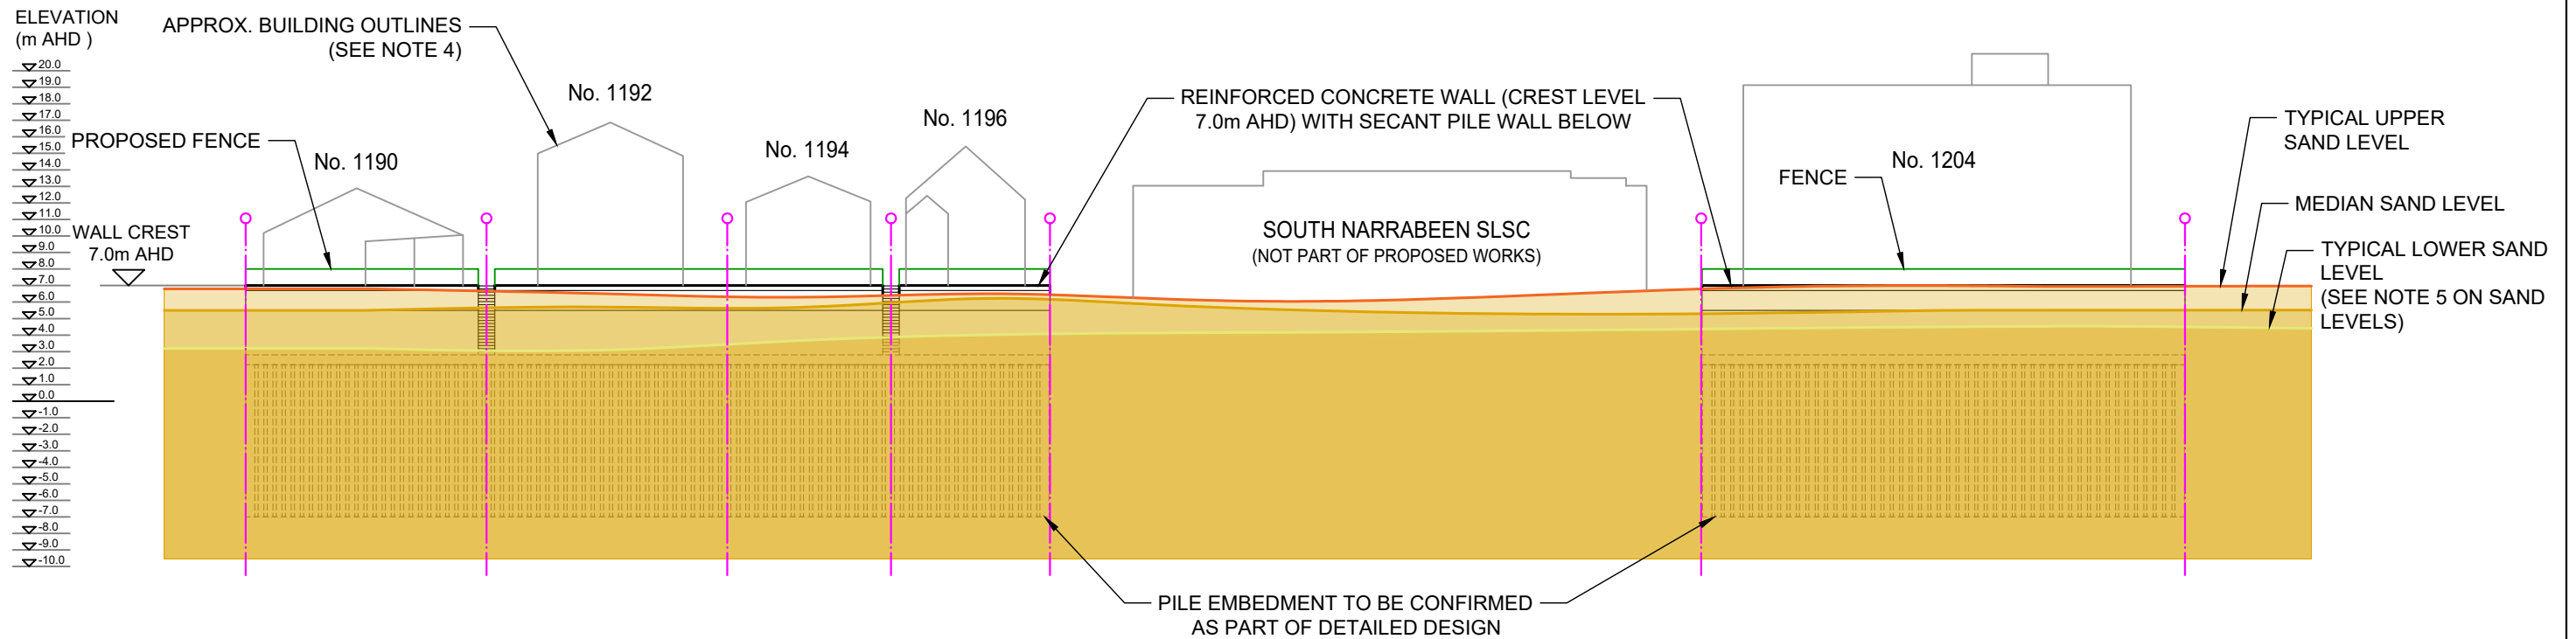 ELEVATION
(m AHD )
20.0
19.0
18.0
17.0
16.0
15.0
14.0
13.0
12.0
11.0
10.0
9.0
8.0
7.0
6.0
5.0
4.0
3.0
2.0
1.0
0.0
-1.0
-2.0
-3.0
-4.0
-5.0
-6.0
-7.0
-8.0
-9.0
-10.0
WALL CREST
7.0m AHD
APPROX. BUILDING OUTLINES
(SEE NOTE 4)
PROPOSED FENCE
No. 1190
No. 1192
No. 1194
No. 1196
REINFORCED CONCRETE WALL (CREST LEVEL
7.0m AHD) WITH SECANT PILE WALL BELOW
SOUTH NARRABEEN SLSC
(NOT PART OF PROPOSED WORKS)
FENCE
No. 1204
TYPICAL UPPER
SAND LEVEL
MEDIAN SAND LEVEL
TYPICAL LOWER SAND
LEVEL
(SEE NOTE 5 ON SAND
LEVELS)
PILE EMBEDMENT TO BE CONFIRMED
AS PART OF DETAILED DESIGN